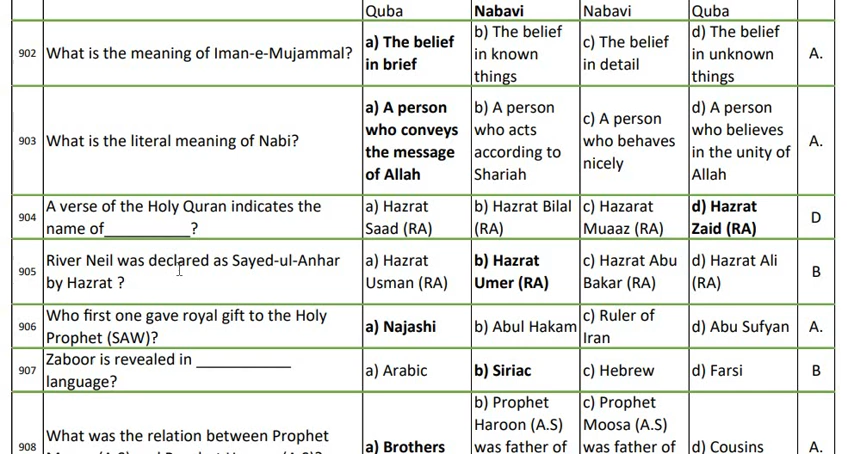 Quba Nabavi Nabavi Quba
902 What is the meaning of Iman-e-Mujammal? a) The belief in brief b) The belief in known things c) The belief in detail d) The belief in unknown things A.
903 What is the literal meaning of Nabi? a) A person who conveys the message of Allah b) A person who acts according to Shariah c) A person who behaves nicely d) A person who believes in the unity of Allah A.
904 A verse of the Holy Quran indicates the name of__________? a) Hazrat Saad (RA) b) Hazrat Bilal (RA) c) Hazarat Muaaz (RA) d) Hazrat Zaid (RA) D
905 River Neil was declared as Sayed-ul-Anhar by Hazrat ? a) Hazrat Usman (RA) b) Hazrat Umer (RA) c) Hazrat Abu Bakar (RA) d) Hazrat Ali (RA) B
906 Who first one gave royal gift to the Holy Prophet (SAW)? a) Najashi b) Abul Hakam c) Ruler of Iran d) Abu Sufyan A.
907 Zaboor is revealed in ___________ language? a) Arabic b) Siriac c) Hebrew d) Farsi B
908 What was the relation between Prophet a) Brothers b) Prophet Haroon (A.S) was father of c) Prophet Moosa (A.S) was father of d) Cousins A.